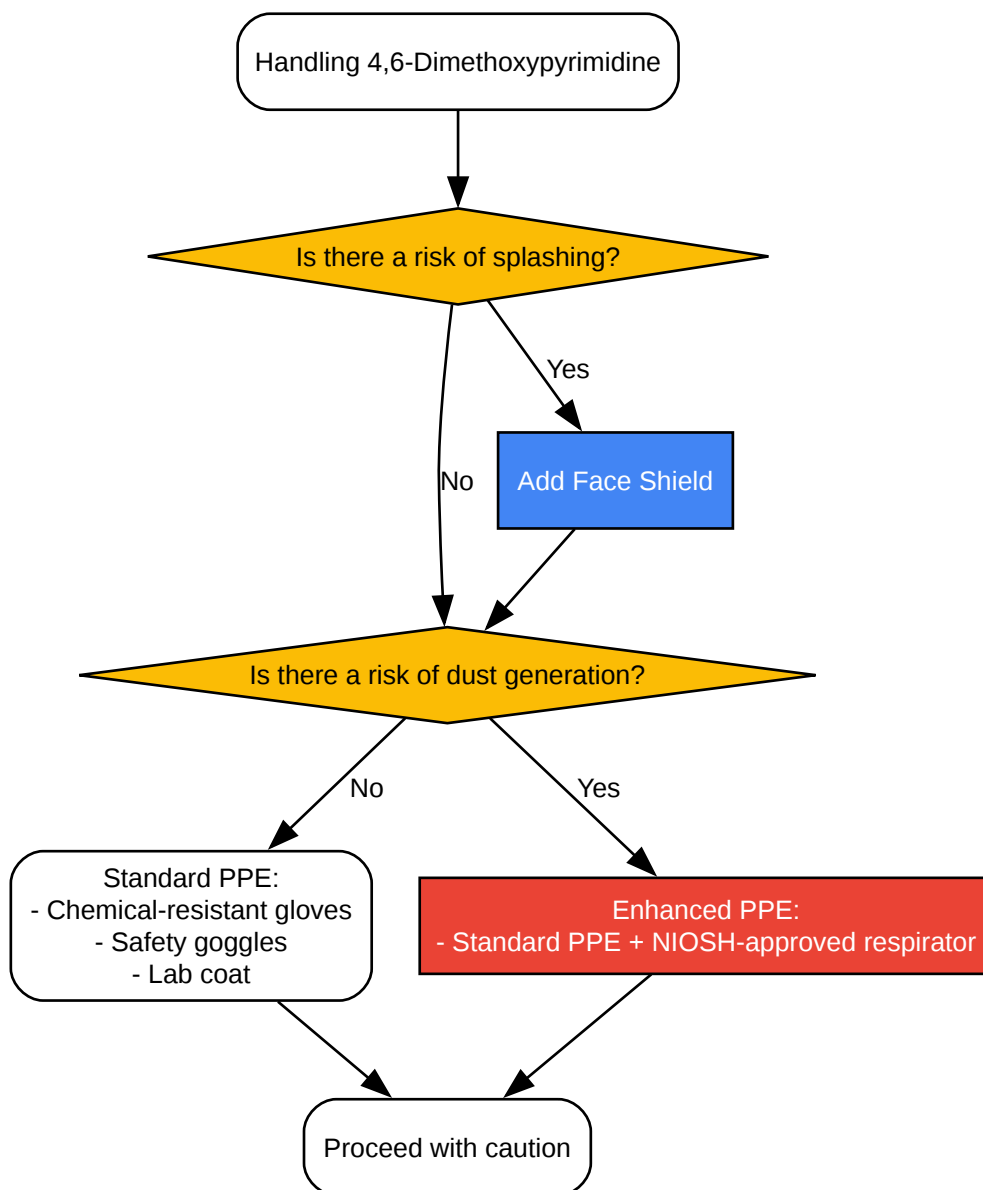 Handling 4,6-Dimethoxypyrimidine
Is there a risk of splashing?
Yes
No
Add Face Shield
Is there a risk of dust generation?
No
Yes
Standard PPE:
- Chemical-resistant gloves
- Safety goggles
- Lab coat
Enhanced PPE:
- Standard PPE + NIOSH-approved respirator
Proceed with caution